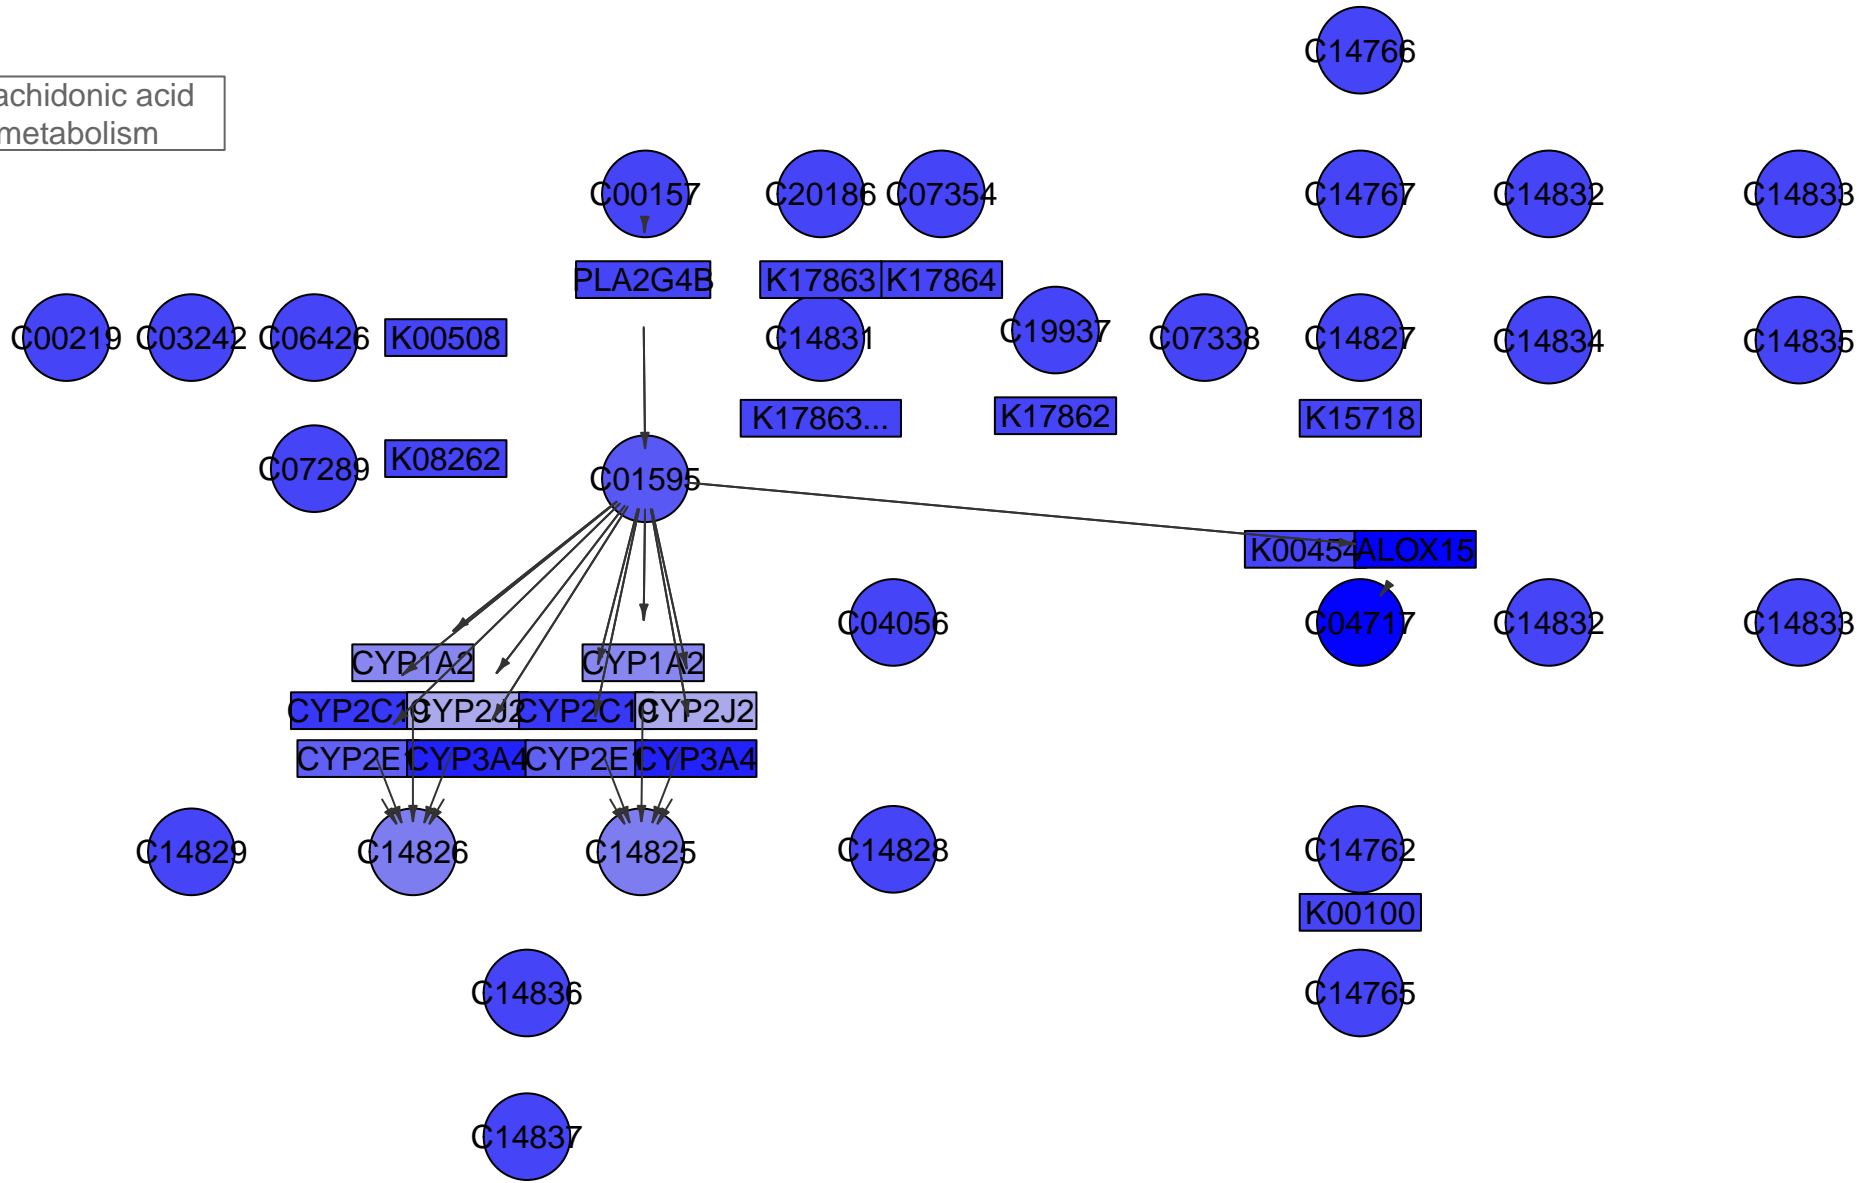 C14766
achidonic acid
metabolism
C00157
C20186
C07354
C14767
C14832
C14833
PLA2G4B
K17863
K17864
C00219
C03242
C06426
K00508
C14831
C19937
C07338
C14827
C14834
C14835
K17863...
K17862
K15718
C07289
K08262
C01595
K00454
ALOX15
C04056
C04717
C14832
C14833
CYP1A2
CYP1A2
CYP2C19
CYP2J2
CYP2C19
CYP2J2
CYP2E1
CYP3A4
CYP2E1
CYP3A4
C14829
C14826
C14825
C14828
C14762
K00100
C14836
C14765
C14837